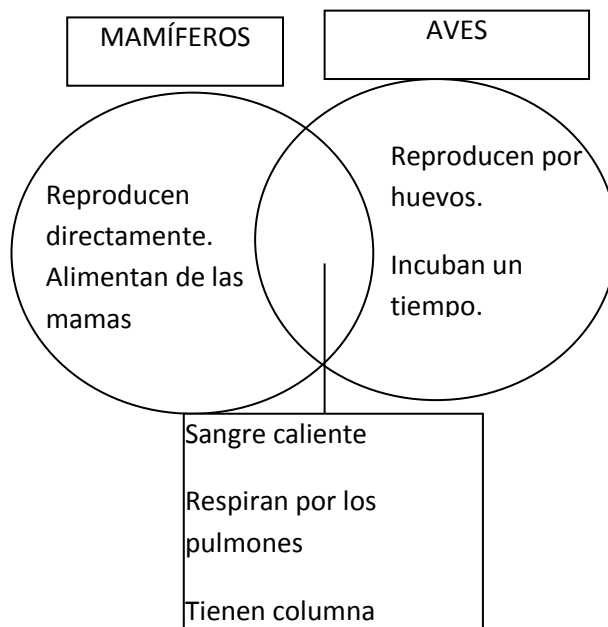 MAMÍFEROS
AVES
Reproducen
directamente.
Alimentan de las
mamas
Reproducen por
huevos.
Incuban un
tiempo.
Sangre caliente
Respiran por los
pulmones
Tienen columna